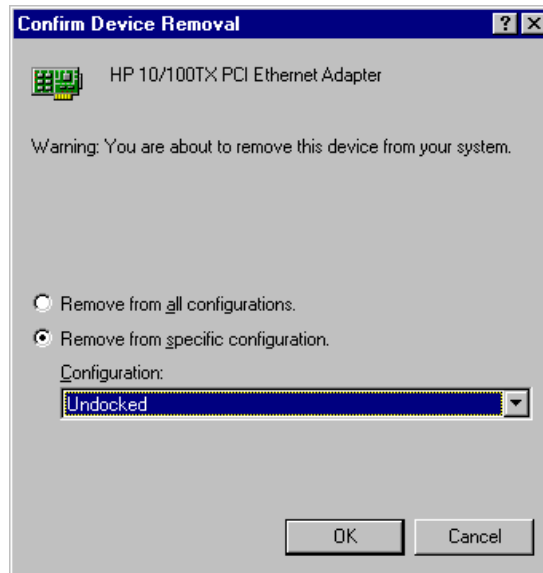 Confirm Device Removal
HP 10/100TX PCI Ethernet Adapter
Warning: You are about to remove this device from your system.
Remove from all configurations.
Remove from specific configuration.
Configuration:
Undocked
OK Cancel